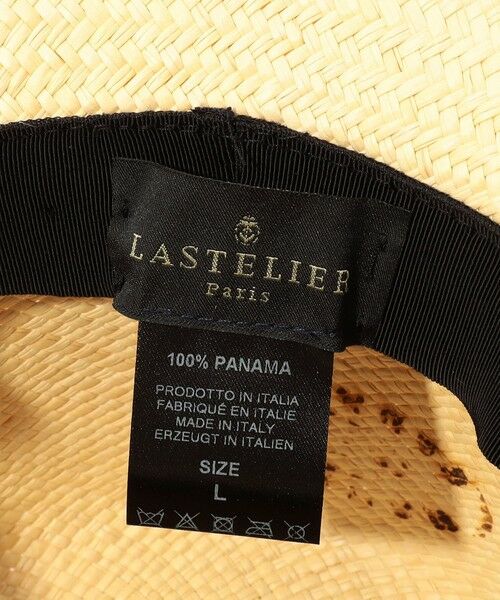 LASTELIER
Paris
100% PANAMA
PRODOTTO IN ITALIA
FABRIQUÉ EN ITALIE
MADE IN ITALY
ERZEUGT IN ITALIEN
SIZE
L